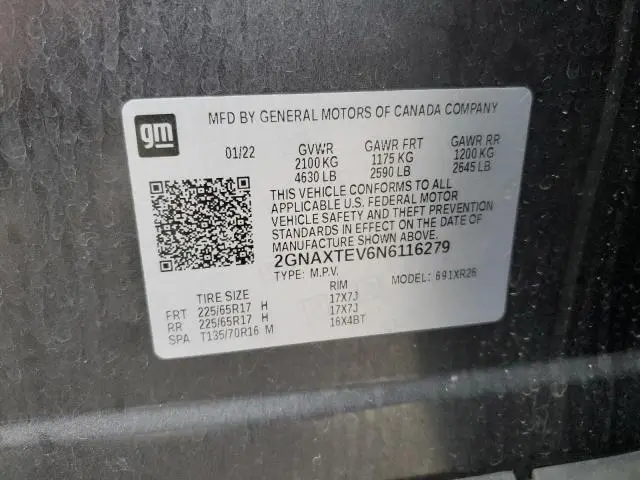 gm
MFD BY GENERAL MOTORS OF CANADA COMPANY
01/22 GVWR GAWR FRT GAWR RR
2100 KG 1175 KG 1200 KG
4630 LB 2590 LB 2645 LB
THIS VEHICLE CONFORMS TO ALL
APPLICABLE U.S. FEDERAL MOTOR
VEHICLE SAFETY AND THEFT PREVENTION
STANDARDS IN EFFECT ON THE DATE OF
MANUFACTURE SHOWN ABOVE.
2GNAXTEV6N6116279
TYPE: M.P.V. MODEL: 691XR26
TIRE SIZE RIM
FRT 225/65R17 H 17X7J
RR 225/65R17 H 17X7J
SPA T135/70R16 M 16X4BT